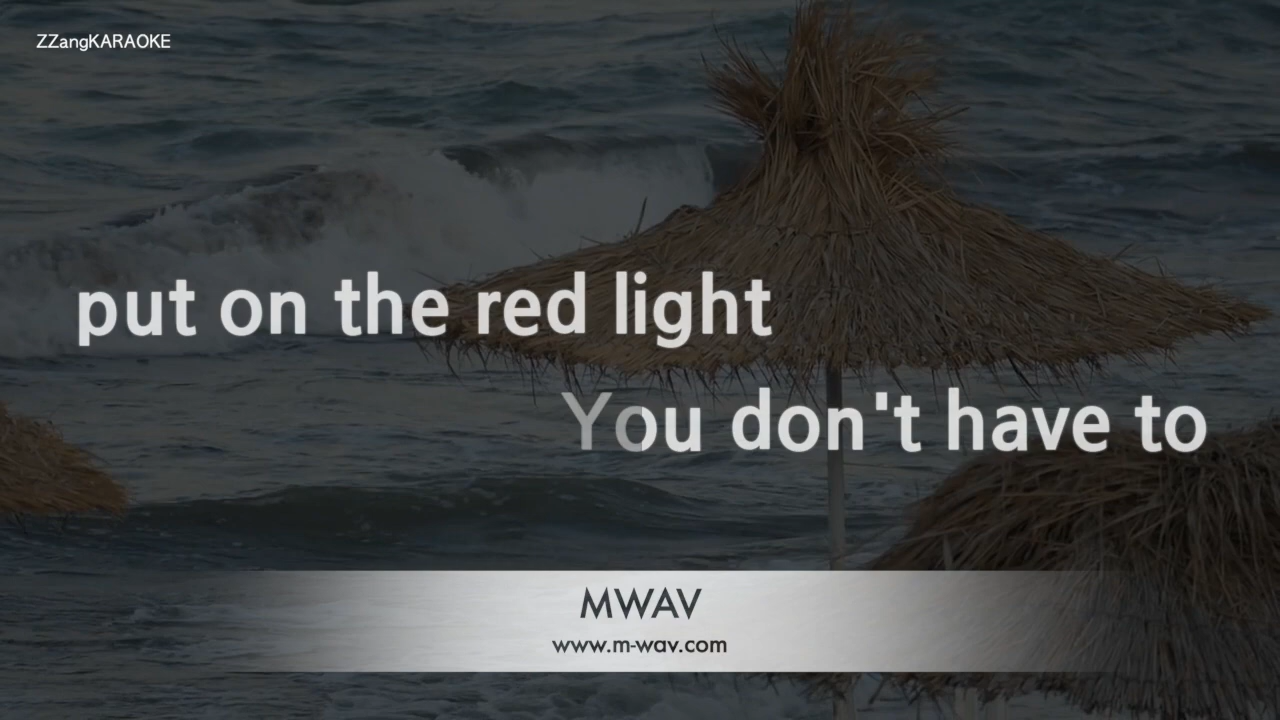 ZZangKARAOKE
put on the red light
You don't have to
MWAV
www.m-wav.com